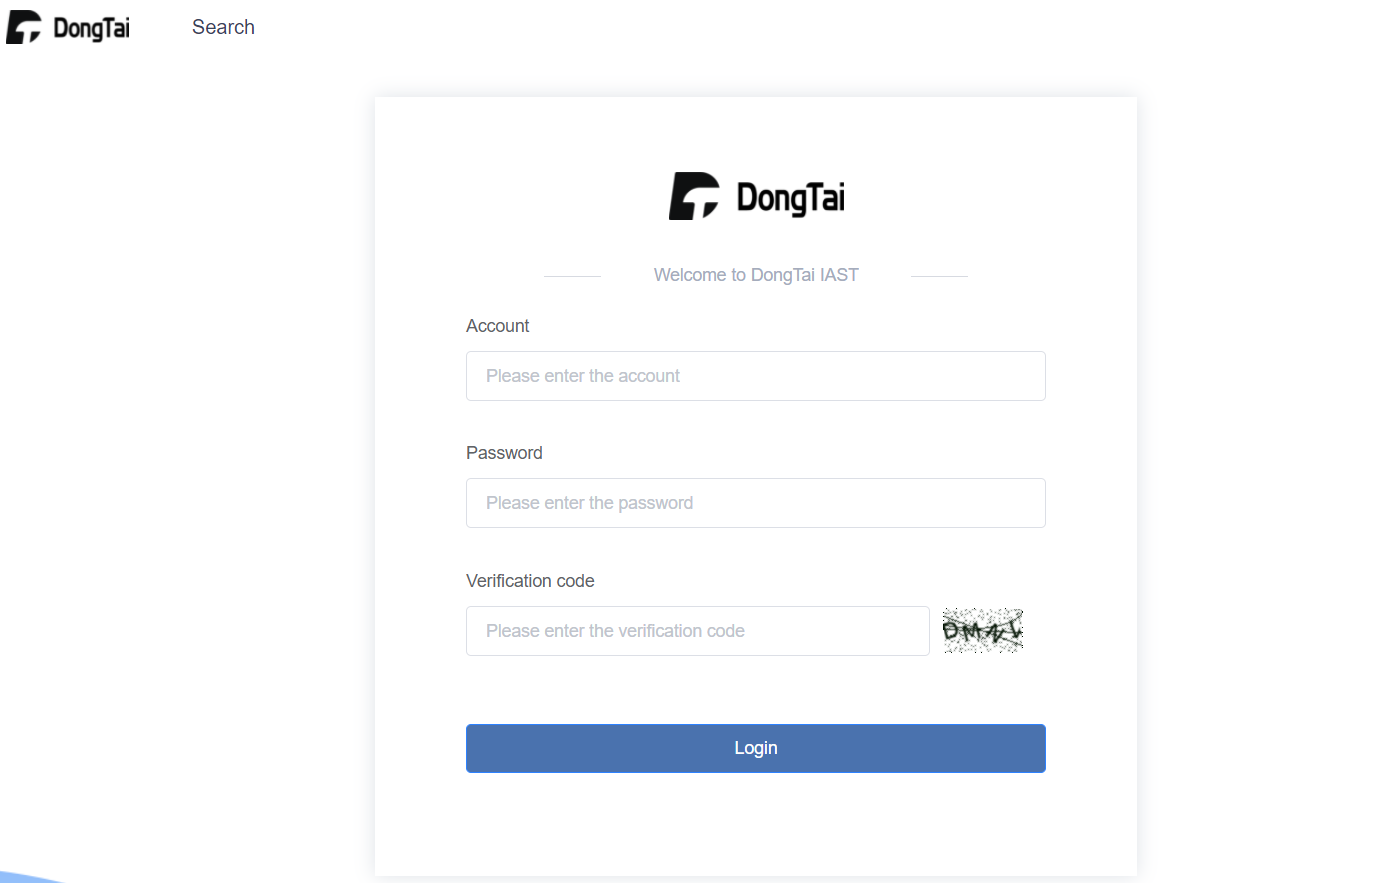 DongTai
Search
DongTai
Welcome to DongTai IAST
Account
Please enter the account
Password
Please enter the password
Verification code
Please enter the verification code
Login